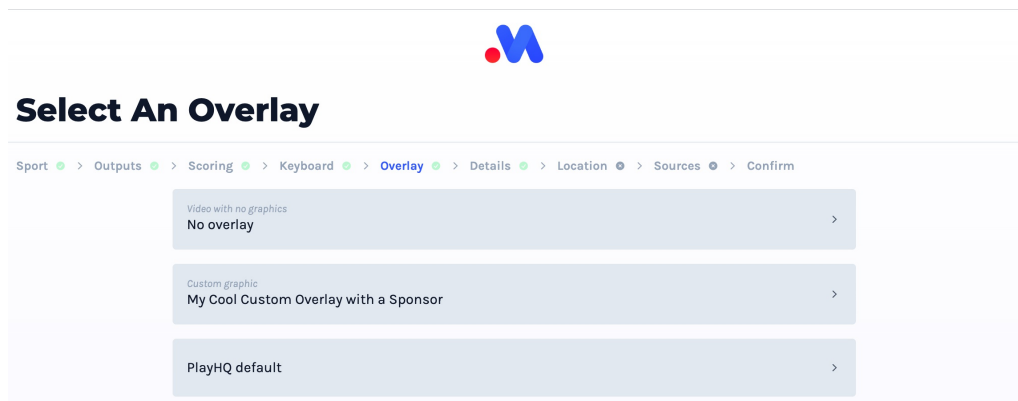 Select An Overlay
Sport > Outputs > Scoring > Keyboard > Overlay > Details > Location > Sources > Confirm
Video with no graphics
No overlay
Custom graphic
My Cool Custom Overlay with a Sponsor
PlayHQ default